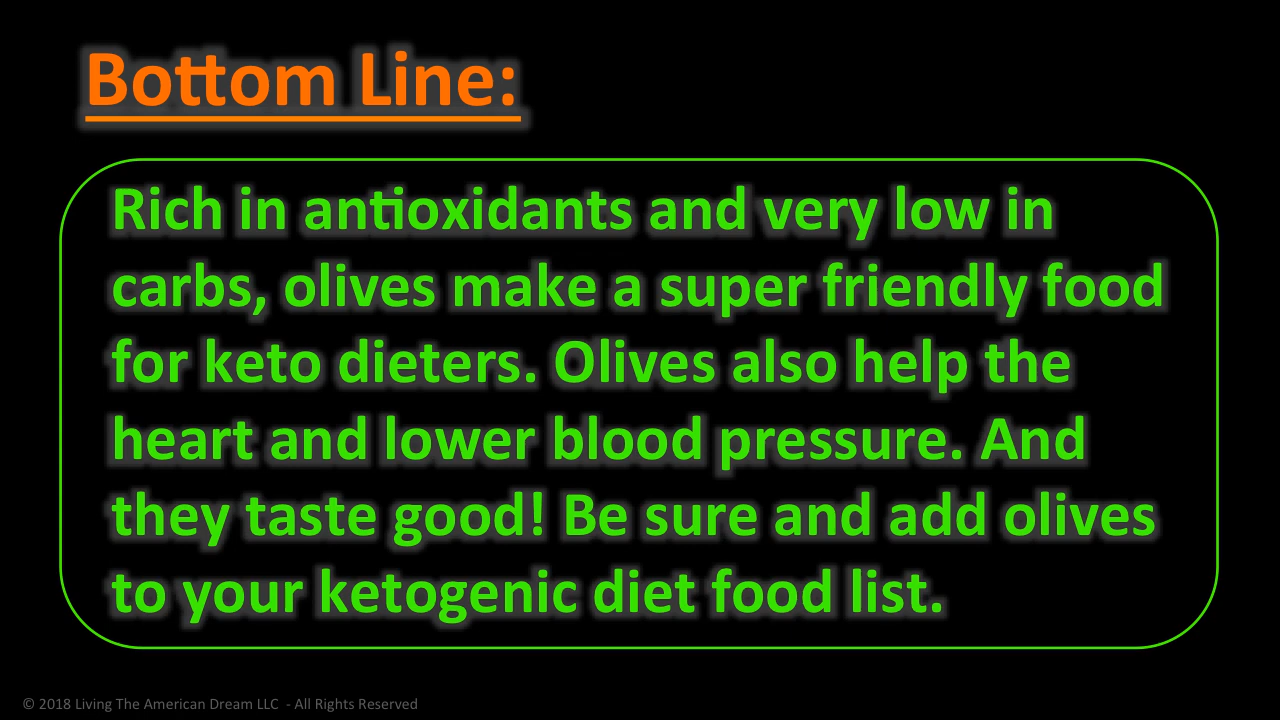 Bottom Line:
Rich in antioxidants and very low in
carbs, olives make a super friendly food
for keto dieters. Olives also help the
heart and lower blood pressure. And
they taste good! Be sure and add olives
to your ketogenic diet food list.
© 2018 Living The American Dream LLC  - All Rights Reserved